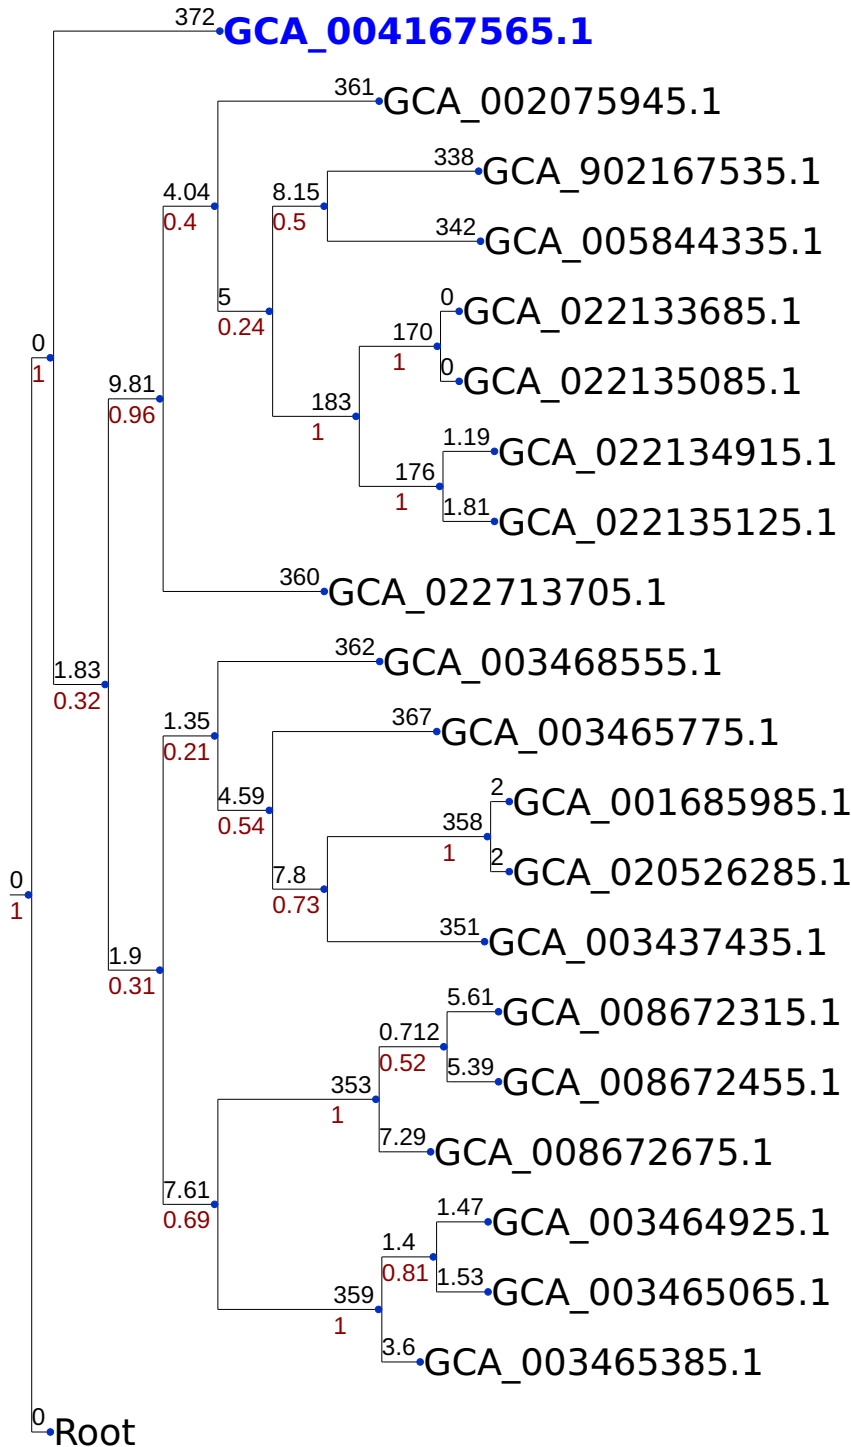 372 GCA_004167565.1
361 GCA_002075945.1
338 GCA_902167535.1
4.04 8.15
0.4 0.5
342 GCA_005844335.1
5 0 GCA_022133685.1
0.24 170
0 1
1 0 GCA_022135085.1
9.81 183
0.96 1
1.19 GCA_022134915.1
176
1 1.81 GCA_022135125.1
360 GCA_022713705.1
362 GCA_003468555.1
1.83
0.32
1.35 367 GCA_003465775.1
0.21
4.59 2 GCA_001685985.1
0.54 358
1
7.8 2 GCA_020526285.1
0 0.73
1
351 GCA_003437435.1
1.9
0.31
5.61 GCA_008672315.1
0.712
0.52
353 5.39 GCA_008672455.1
1
7.29 GCA_008672675.1
7.61 1.47 GCA_003464925.1
0.69 1.4
0.81
359 1.53 GCA_003465065.1
1
3.6 GCA_003465385.1
0 Root